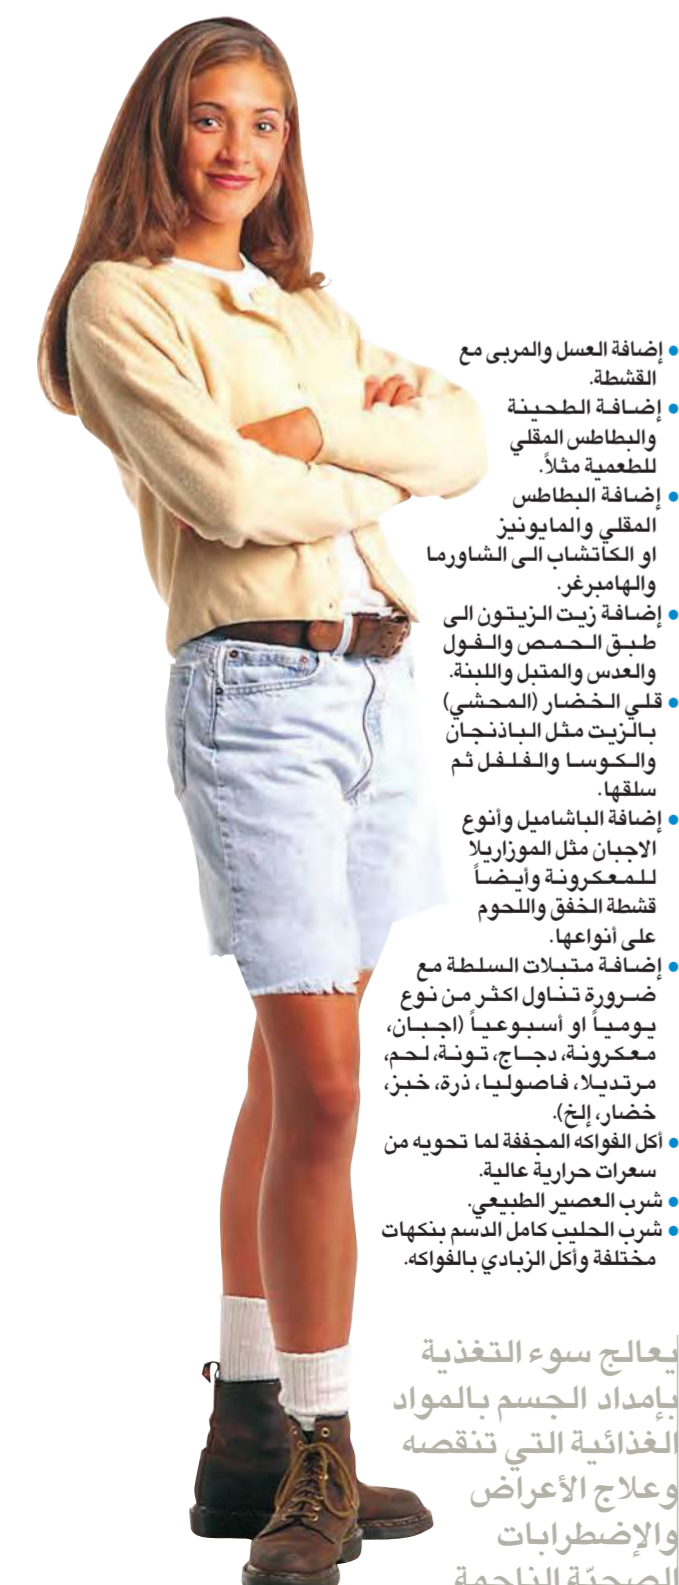 • إضافة العسل والمربى مع
القشطة.
• إضافة الطحينة
والبطاطس المقلي
للطعمية مثلاً.
• إضافة البطاطس
المقلي والمايونيز
او الكاتشاب الى الشاورما
والهامبرغر.
• إضافة زيت الزيتون الى
طبق الحمص والفول
والعدس والمتبل واللبنة.
• قلي الخضار (المحشي)
بالزيت مثل الباذنجان
والكوسا والفلفل ثم
سلقها.
• إضافة الباشاميل وأنوع
الاجبان مثل الموزاريلا
للمعكرونة وأيضاً
قشطة الخفق واللحوم
على أنواعها.
• إضافة متبلات السلطة مع
ضرورة تناول اكثر من نوع
يومياً او أسبوعياً (اجبان،
معكرونة، دجاج، تونة، لحم،
مرتديلا، فاصوليا، ذرة، خبز،
خضار، إلخ).
• أكل الفواكه المجففة لما تحويه من
سعرات حرارية عالية.
• شرب العصير الطبيعي.
• شرب الحليب كامل الدسم بنكهات
مختلفة وأكل الزبادي بالفواكه.
يعالج سوء التغذية
بإمداد الجسم بالمواد
الغذائية التي تنقصه
وعلاج الأعراض
والإضطرابات
الصحيّة الناجمة